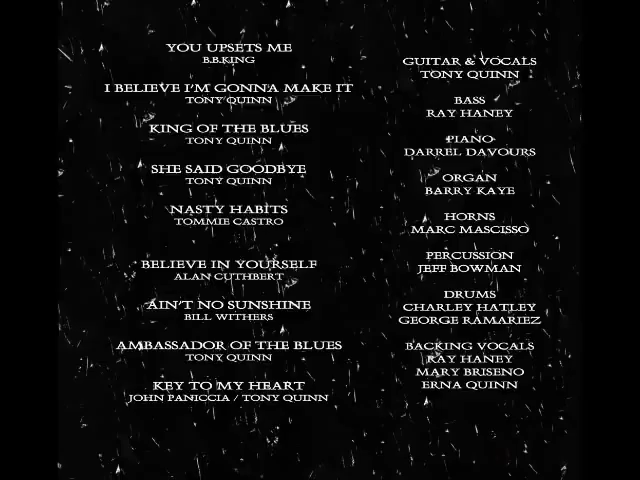 YOU UPSETS ME
B.B.KING
I BELIEVE I'M GONNA MAKE IT
TONY QUINN
KING OF THE BLUES
TONY QUINN
SHE SAID GOODBYE
TONY QUINN
NASTY HABITS
TOMMIE CASTRO
BELIEVE IN YOURSELF
ALAN CUTHBERT
AIN'T NO SUNSHINE
BILL WITHERS
AMBASSADOR OF THE BLUES
TONY QUINN
KEY TO MY HEART
JOHN PANICCIA / TONY QUINN
GUITAR & VOCALS
TONY QUINN
BASS
RAY HANEY
PIANO
DARREL DAVOURS
ORGAN
BARRY KAYE
HORNS
MARC MASCISSO
PERCUSSION
JEFF BOWMAN
DRUMS
CHARLEY HATLEY
GEORGE RAMARIEZ
BACKING VOCALS
RAY HANEY
MARY BRISENO
ERNA QUINN